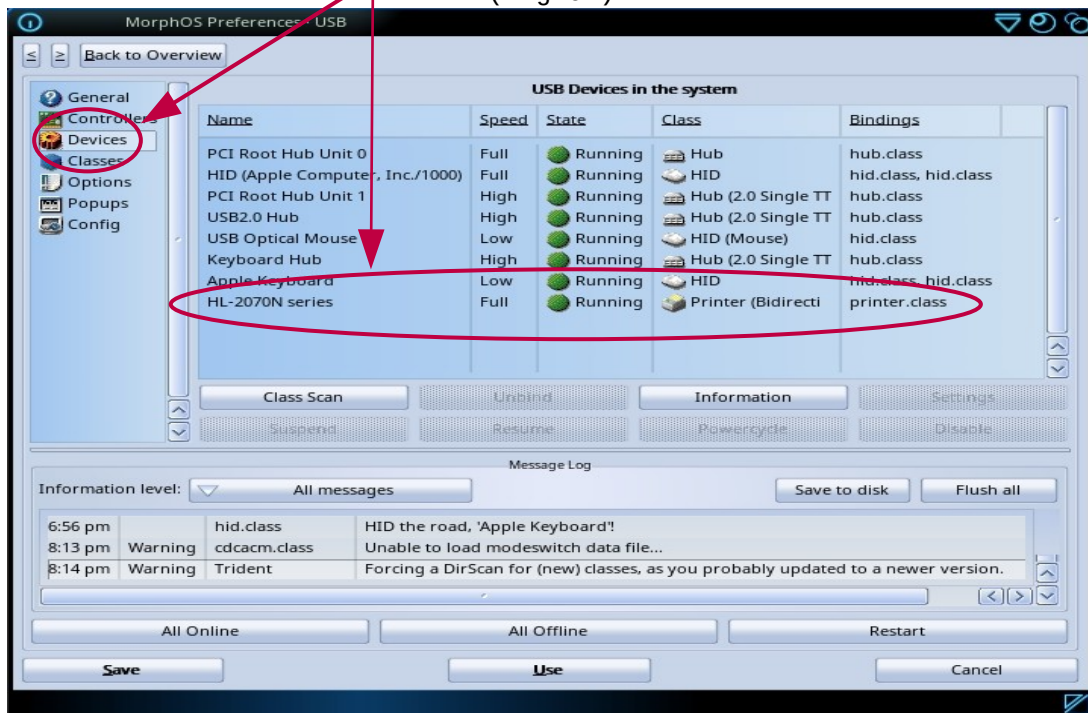 MorphOS Preferences · USB
≤ ≥ Back to Overview
General
Controllers
Devices
Classes
Options
Popups
Config
USB Devices in the system
Name Speed State Class Bindings
PCI Root Hub Unit 0 Full Running Hub hub.class
HID (Apple Computer, Inc./1000) Full Running HID hid.class, hid.class
PCI Root Hub Unit 1 High Running Hub (2.0 Single TT hub.class
USB2.0 Hub High Running Hub (2.0 Single TT hub.class
USB Optical Mouse Low Running HID (Mouse) hid.class
Keyboard Hub High Running Hub (2.0 Single TT hub.class
Apple Keyboard Low Running HID hid.class, hid.class
HL-2070N series Full Running Printer (Bidirecti printer.class
Class Scan Unbind Information Settings
Suspend Resume Powercycle Disable
Message Log
Information level: All messages Save to disk Flush all
6:56 pm hid.class HID the road, 'Apple Keyboard'!
8:13 pm Warning cdcacm.class Unable to load modeswitch data file...
8:14 pm Warning Trident Forcing a DirScan for (new) classes, as you probably updated to a newer version.
All Online All Offline Restart
Save Use Cancel